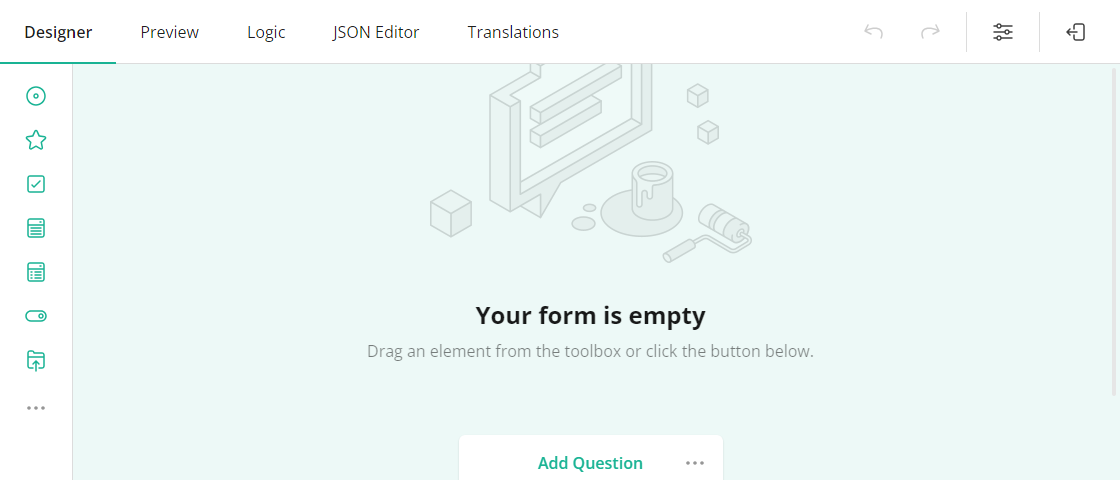 Designer Preview Logic JSON Editor Translations
Your form is empty
Drag an element from the toolbox or click the button below.
Add Question